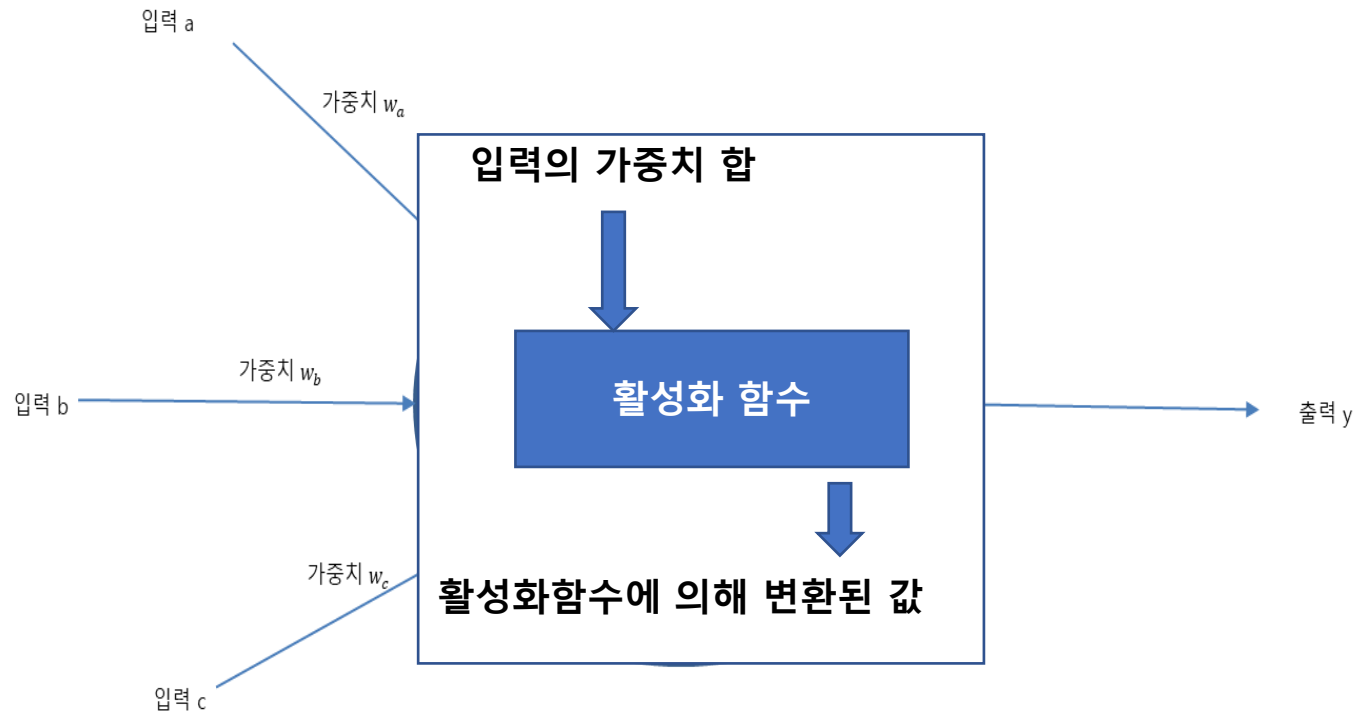 입력 a
가중치 wₐ
입력의 가중치 합
가중치 w_b
입력 b
활성화 함수
출력 y
가중치 w_c
활성화함수에 의해 변환된 값
입력 c